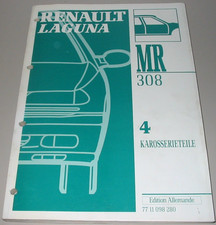 RENAULT
LAGUNA
MR
308
4
KAROSSERIETEILE
Edition Allemande
77 11 098 280